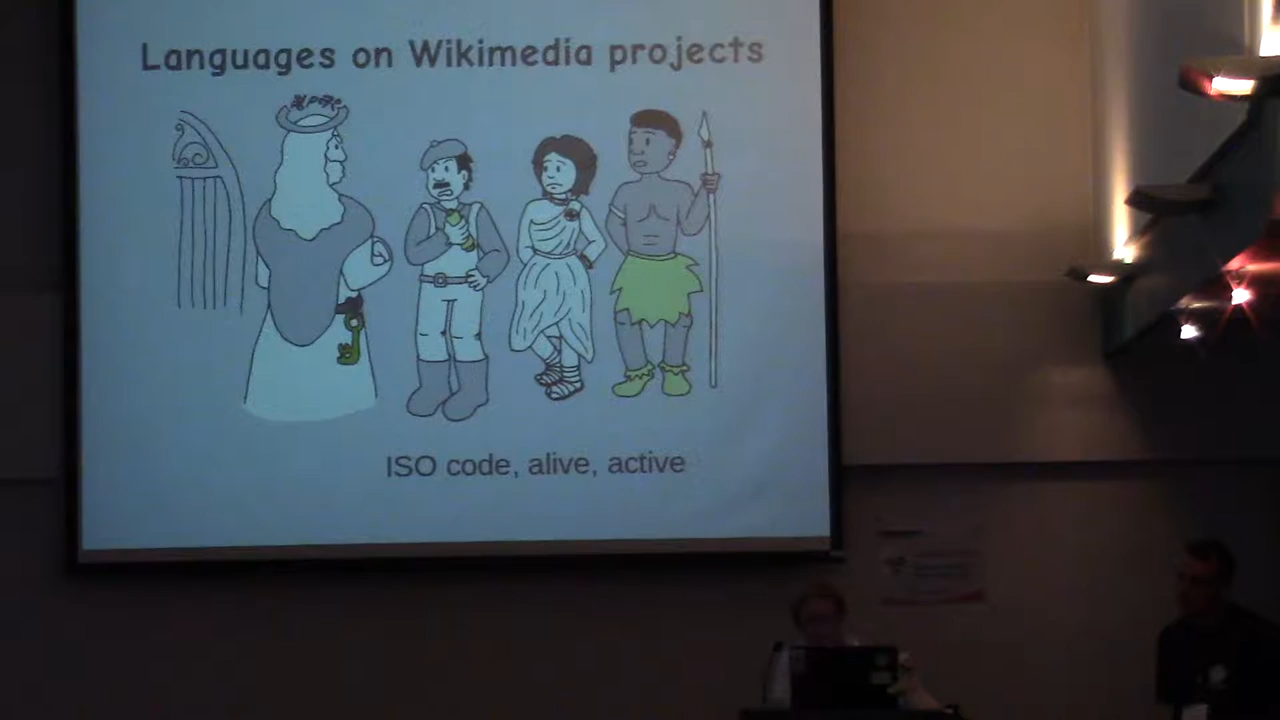 Languages on Wikimedia projects
ISO code, alive, active